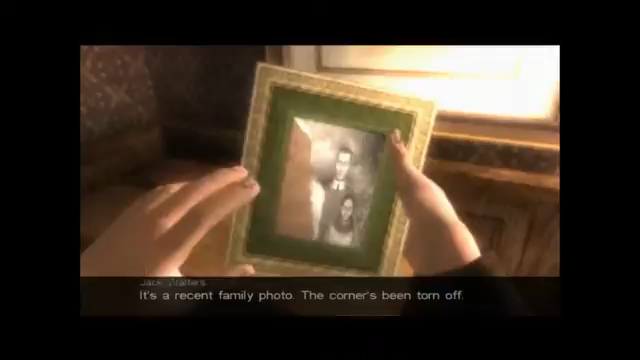 Jack Walters
It's a recent family photo. The corner's been torn off.